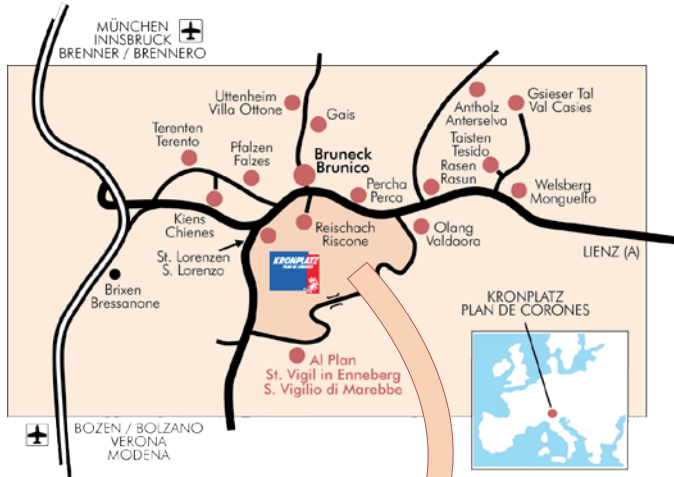 MÜNCHEN
INNSBRUCK
BRENNER / BRENNERO
Uttenheim
Villa Ottone
Gais
Antholz
Anterselva
Gsieser Tal
Val Casies
Terenten
Terento
Pfalzen
Falzes
Bruneck
Brunico
Taisten
Tesido
Rasen
Rasun
Percha
Perca
Welsberg
Monguelfo
Kiens
Chienes
Reischach
Riscone
Olang
Valdaora
St. Lorenzen
S. Lorenzo
LIENZ (A)
KRONPLATZ
PLAN DE CORONES
Brixen
Bressanone
KRONPLATZ
PLAN DE CORONES
Al Plan
St. Vigil in Enneberg
S. Vigilio di Marebbe
BOZEN / BOLZANO
VERONA
MODENA